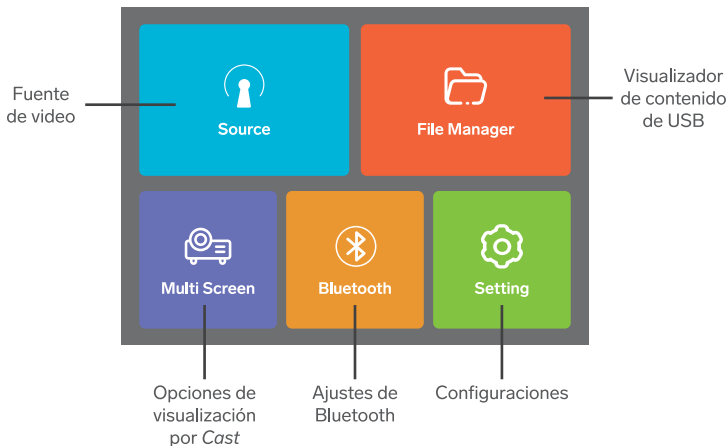 Source
File Manager
Fuente
de video
Visualizador
de contenido
de USB
Multi Screen
Bluetooth
Setting
Opciones de
visualización
por Cast
Ajustes de
Bluetooth
Configuraciones